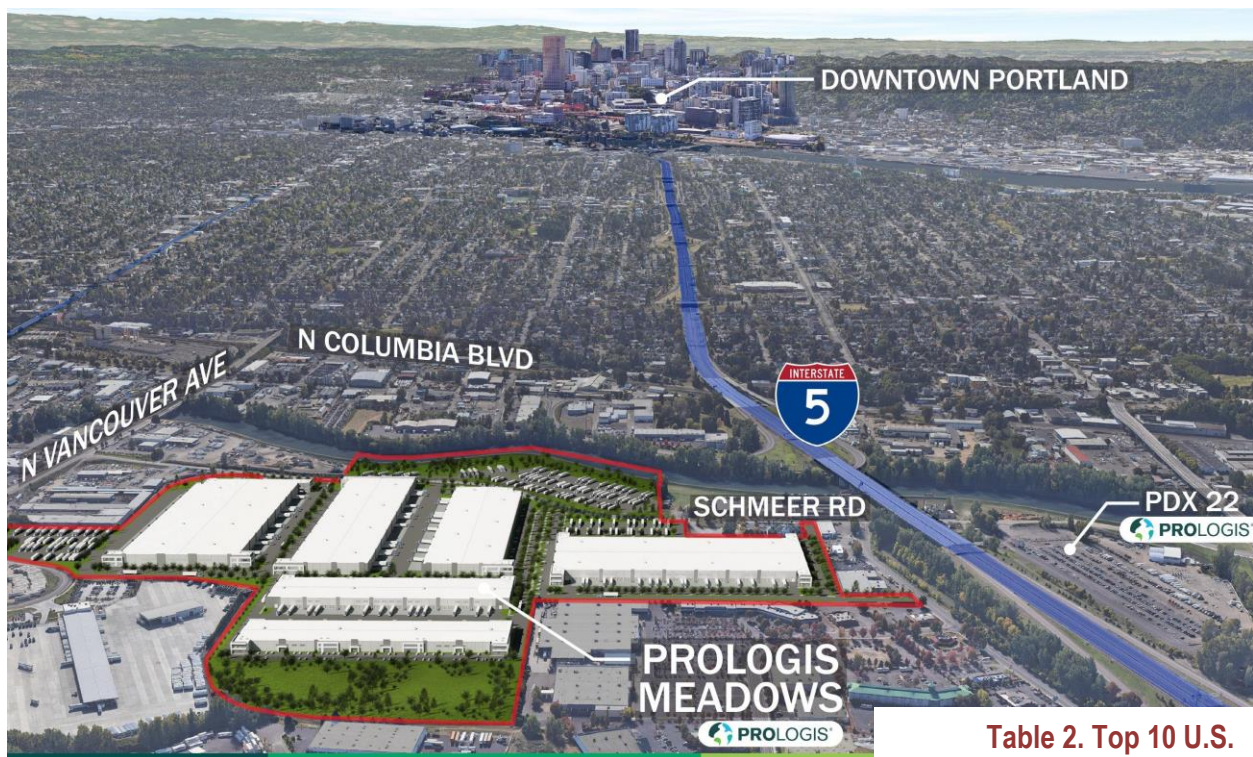 DOWNTOWN PORTLAND
N COLUMBIA BLVD
N VANCOUVER AVE
INTERSTATE
5
SCHMEER RD
PDX 22
PROLOGIS
PROLOGIS
MEADOWS
PROLOGIS®
Table 2. Top 10 U.S.